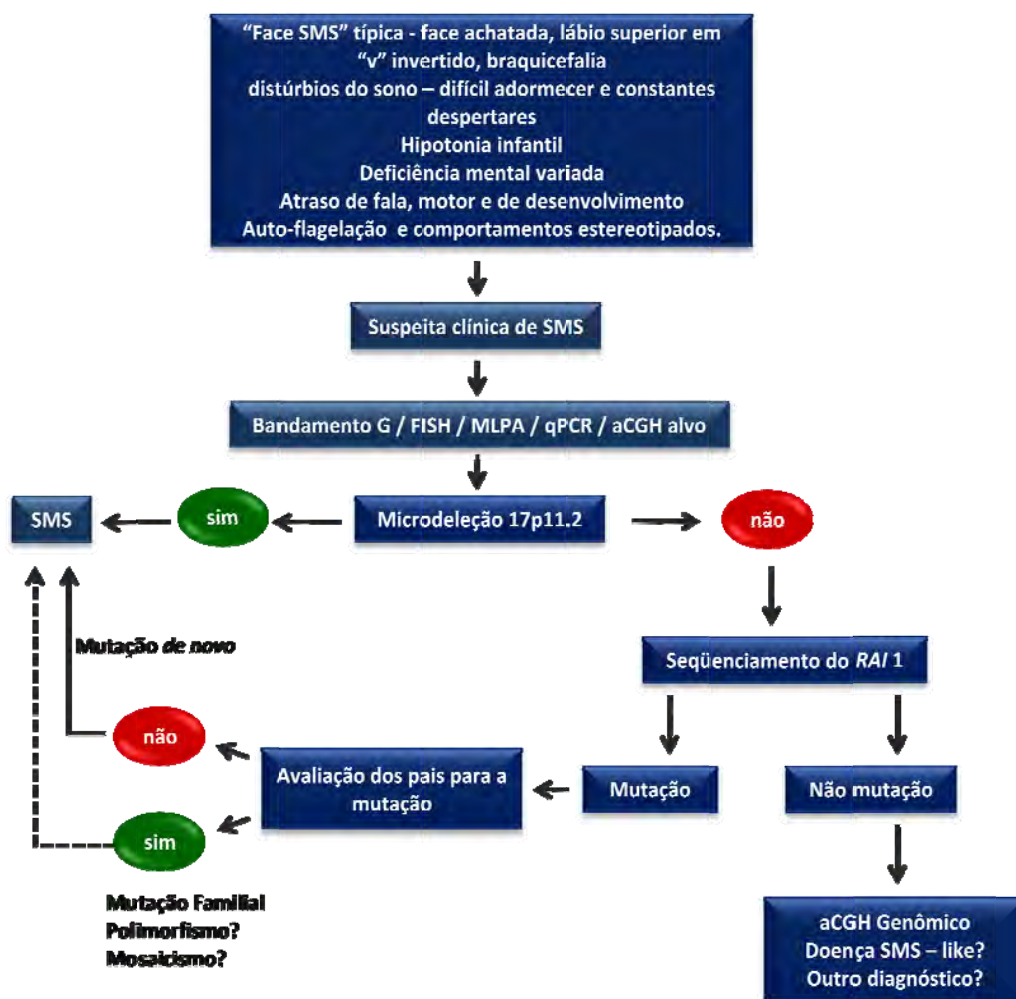 “Face SMS” típica - face achatada, lábio superior em
“v” invertido, braquicefalia
distúrbios do sono – difícil adormecer e constantes
despertares
Hipotonia infantil
Deficiência mental variada
Atraso de fala, motor e de desenvolvimento
Auto-flagelação e comportamentos estereotipados.
Suspeita clínica de SMS
Bandamento G / FISH / MLPA / qPCR / aCGH alvo
SMS
sim
Microdeleção 17p11.2
não
Mutação de novo
Seqüenciamento do RAI 1
não
Avaliação dos pais para a
mutação
Mutação
Não mutação
sim
Mutação Familial
Polimorfismo?
Mosaicismo?
aCGH Genômico
Doença SMS – like?
Outro diagnóstico?